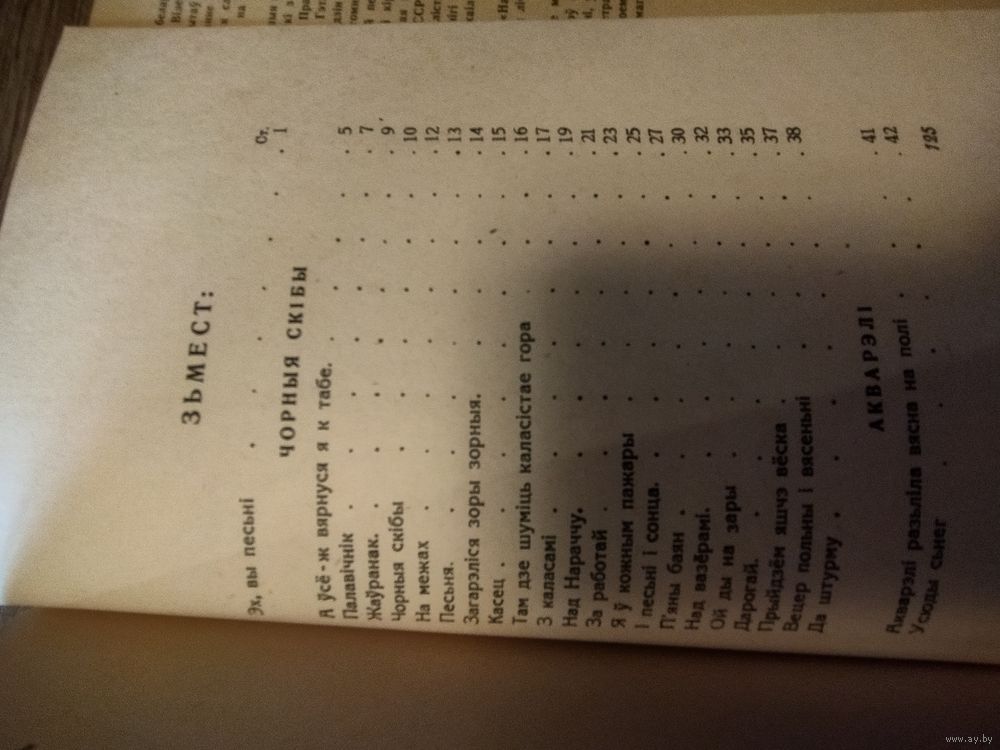 ЗЬМЕСТ:
Ст.
Эх, вы песьні . . . . . . 1
ЧОРНЫЯ СКІБЫ
А ўсё-ж вярнуся я к табе. . . . . 5
Палавічнік . . . . . . . 7
Жаўранак. . . . . . . . 9
Чорныя скібы . . . . . . . 10
На межах . . . . . . . 12
Песьня. . . . . . . . 13
Загарэліся зоры зорныя. . . . . . 14
Касец . . . . . . . . 15
Там дзе шуміць каласістае гора . . . . 16
З каласамі . . . . . . . 17
Над Нараччу. . . . . . . . 19
За работай . . . . . . . 21
Я ў кожным пажары . . . . . . 23
І песьні і сонца. . . . . . . 25
П'яны баян . . . . . . . 27
Над вазёрамі. . . . . . . . 30
Ой ды на зары . . . . . . . 32
Дарогай. . . . . . . . 33
Прыйдзём яшчэ вёска . . . . . . 35
Вецер польны і вясеньні . . . . . 37
Да штурму . . . . . . . 38
АКВАРЭЛІ
Акварэлі разьліла вясна на полі . . . . 41
Усюды сьнег . . . . . . . 42
125
www.ay.by